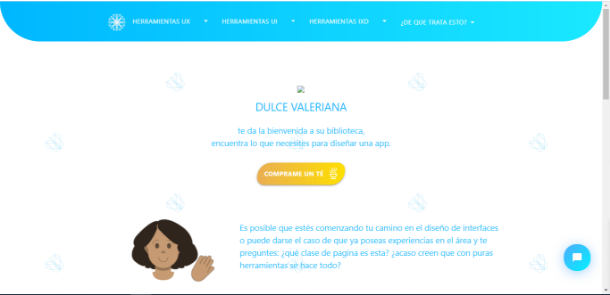 HERRAMIENTAS UX HERRAMIENTAS UI HERRAMIENTAS IXD ¿DE QUE TRATA ESTO?
DULCE VALERIANA
te da la bienvenida a su biblioteca,
encuentra lo que necesites para diseñar una app.
COMPRAME UN TÉ
Es posible que estés comenzando tu camino en el diseño de interfaces
o puede darse el caso de que ya poseas experiencias en el área y te
preguntes: ¿qué clase de pagina es esta? ¿acaso creen que con puras
herramientas se hace todo?